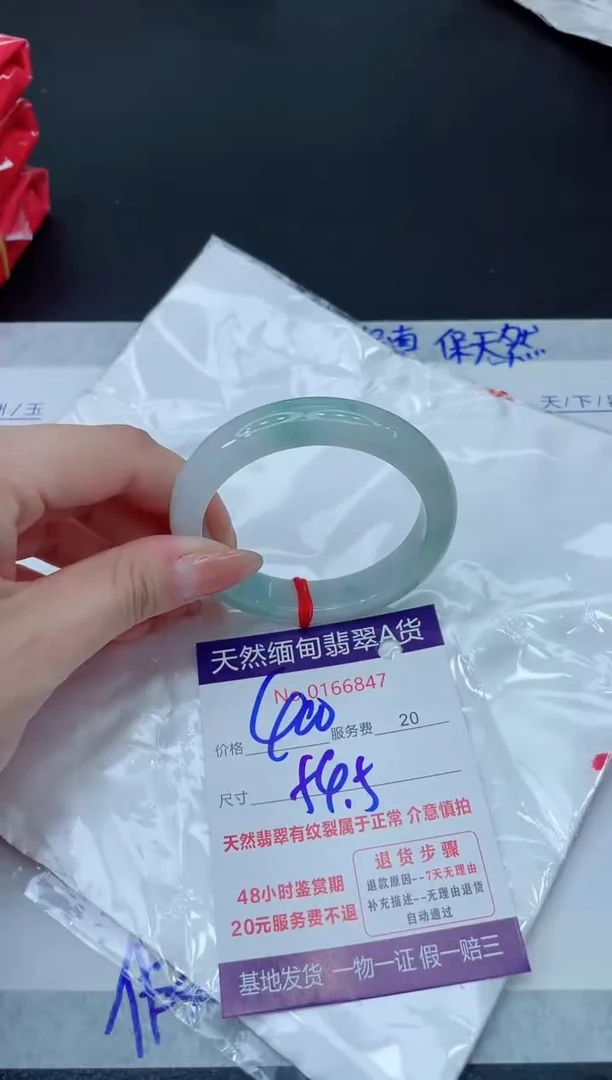 保天然
玉
天/下
天然缅甸翡翠A货
No.0166847
价格 600 服务费 20
尺寸 54.5
天然翡翠有纹裂属于正常 介意慎拍
48小时鉴赏期
20元服务费不退
退货步骤
退款原因--7天无理由
补充描述--无理由退货
自动通过
基地发货 一物一证 假一赔三